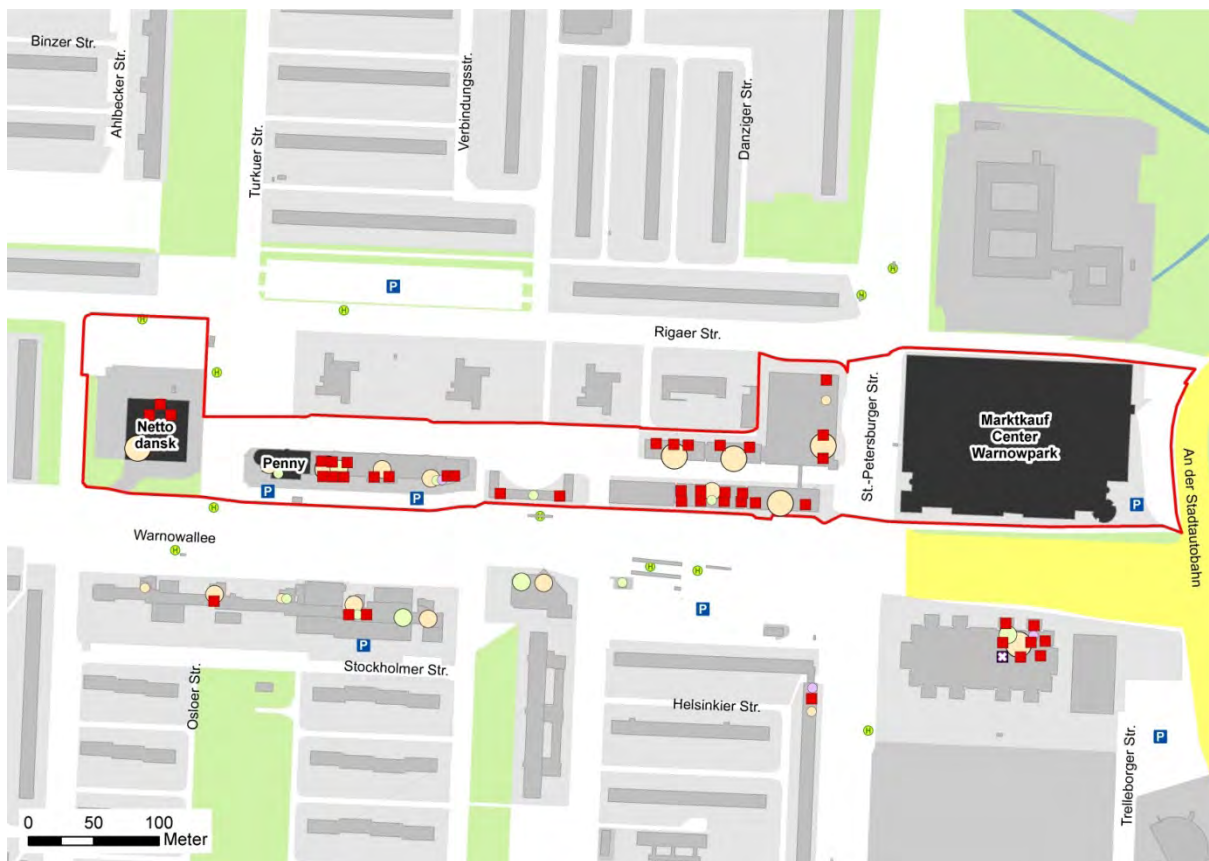 Binzer Str.
Ahlbecker Str.
Turkuer Str.
Verbindungsstr.
Danziger Str.
H
H
P
H
H
Rigaer Str.
H
St.-Petersburger Str.
Netto
dansk
Penny
Marktkauf
Center
Warnowpark
An der Stadtautobahn
P
P
P
H
H
Warnowallee
H
H
H
P
P
Osloer Str.
Stockholmer Str.
Helsinkier Str.
H
Trelleborger Str.
P
0 50 100
Meter